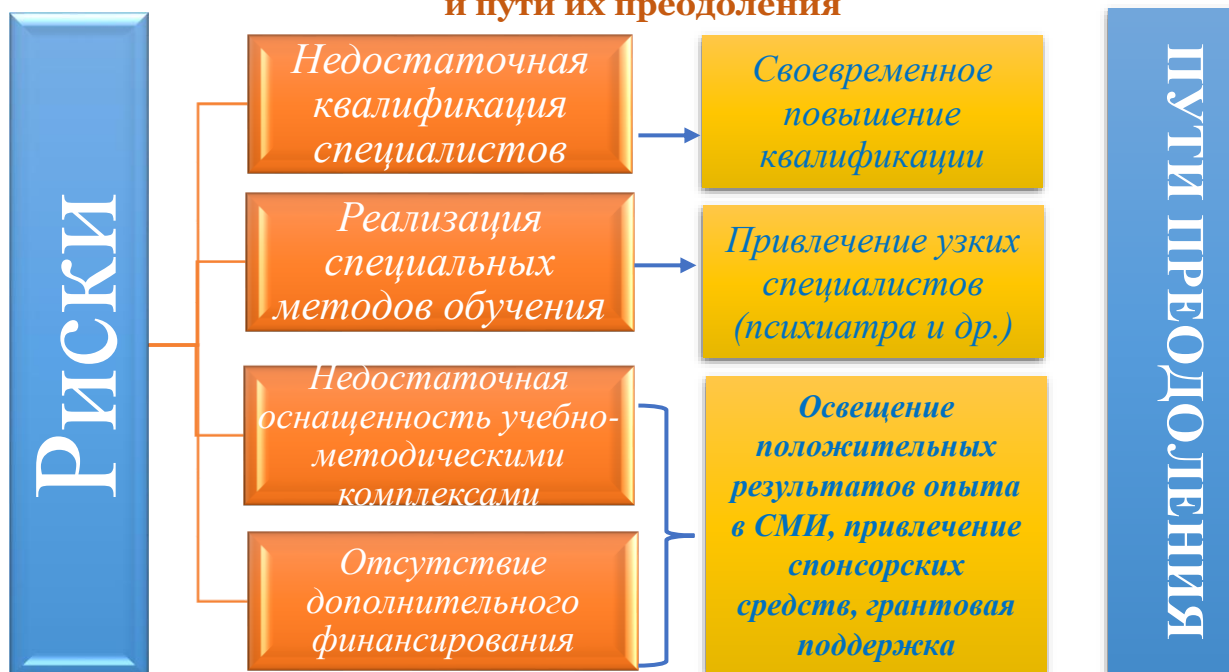 и пути их преодоления
Риски
Недостаточная
квалификация
специалистов
Своевременное
повышение
квалификации
Реализация
специальных
методов обучения
Привлечение узких
специалистов
(психиатра и др.)
Недостаточная
оснащенность учебно-
методическими
комплексами
Отсутствие
дополнительного
финансирования
Освещение
положительных
результатов опыта
в СМИ, привлечение
спонсорских
средств, грантовая
поддержка
ПУТИ ПРЕОДОЛЕНИЯ